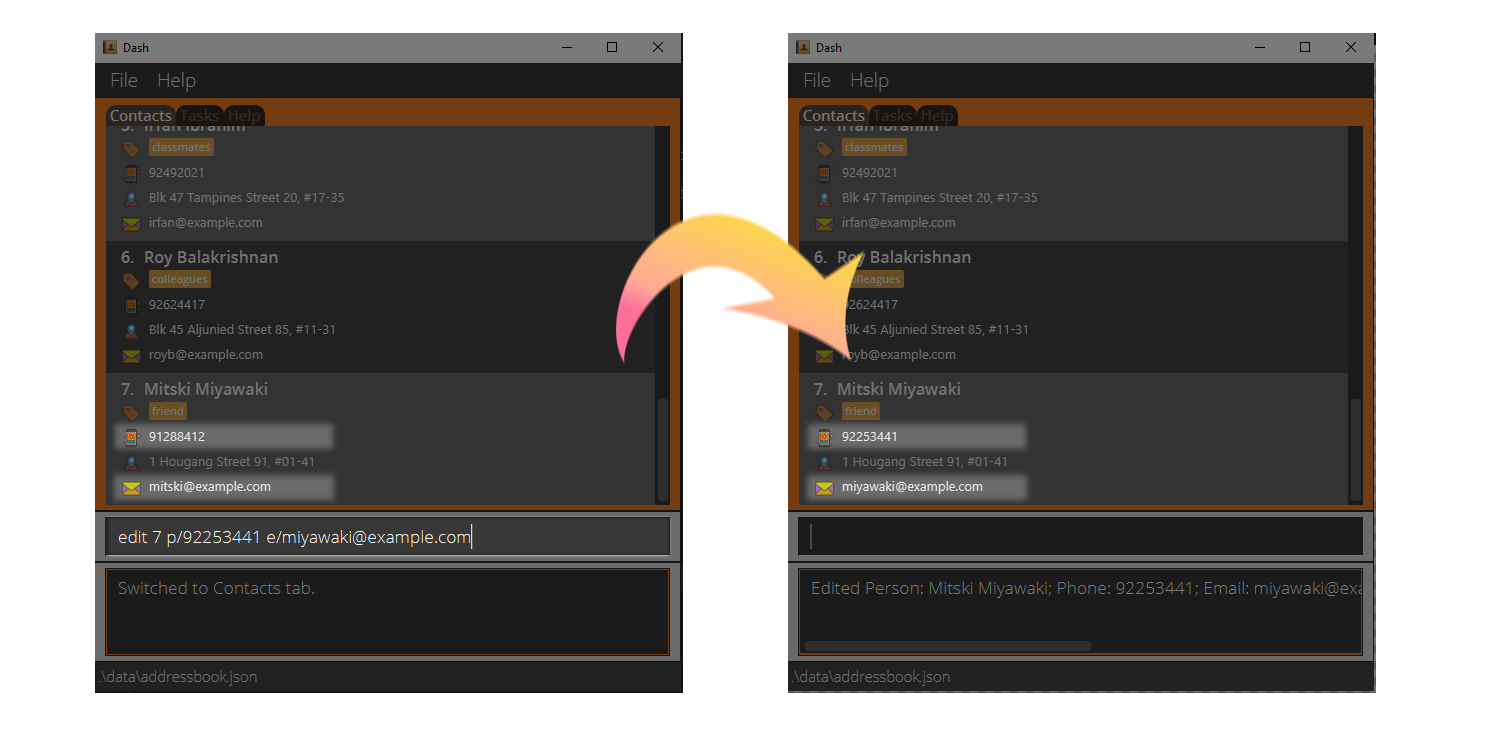 Dash
File Help
Contacts Tasks Help
5. Irfan Ibrahim
classmates
92492021
Blk 47 Tampines Street 20, #17-35
irfan@example.com
6. Roy Balakrishnan
colleagues
92624417
Blk 45 Aljunied Street 85, #11-31
royb@example.com
7. Mitski Miyawaki
friend
91288412
1 Hougang Street 91, #01-41
mitski@example.com
edit 7 p/92253441 e/miyawaki@example.com
Switched to Contacts tab.
.\data\addressbook.json
Dash
File Help
Contacts Tasks Help
5. Irfan Ibrahim
classmates
92492021
Blk 47 Tampines Street 20, #17-35
irfan@example.com
6. Roy Balakrishnan
colleagues
92624417
Blk 45 Aljunied Street 85, #11-31
royb@example.com
7. Mitski Miyawaki
friend
92253441
1 Hougang Street 91, #01-41
miyawaki@example.com
Edited Person: Mitski Miyawaki; Phone: 92253441; Email: miyawaki@exa
.\data\addressbook.json